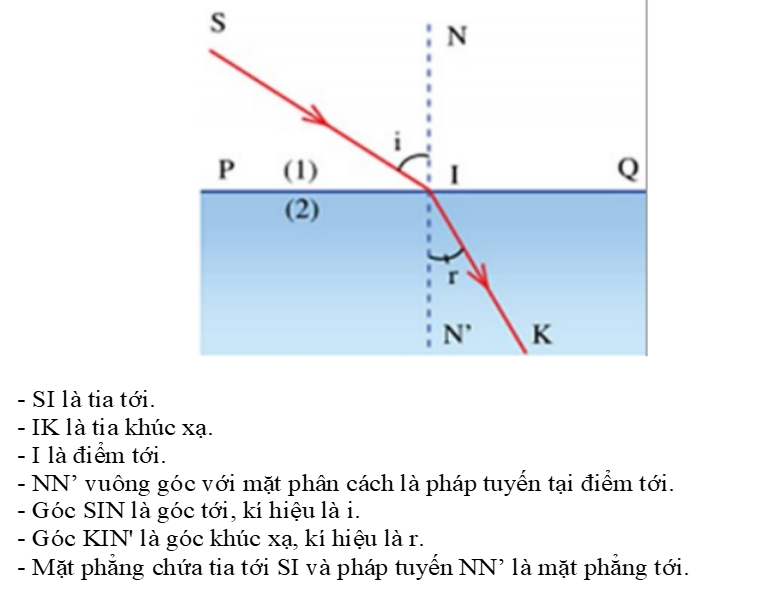 S
N
i
P (1) I Q
(2)
r
N’ K
- SI là tia tới.
- IK là tia khúc xạ.
- I là điểm tới.
- NN’ vuông góc với mặt phân cách là pháp tuyến tại điểm tới.
- Góc SIN là góc tới, kí hiệu là i.
- Góc KIN' là góc khúc xạ, kí hiệu là r.
- Mặt phẳng chứa tia tới SI và pháp tuyến NN’ là mặt phẳng tới.